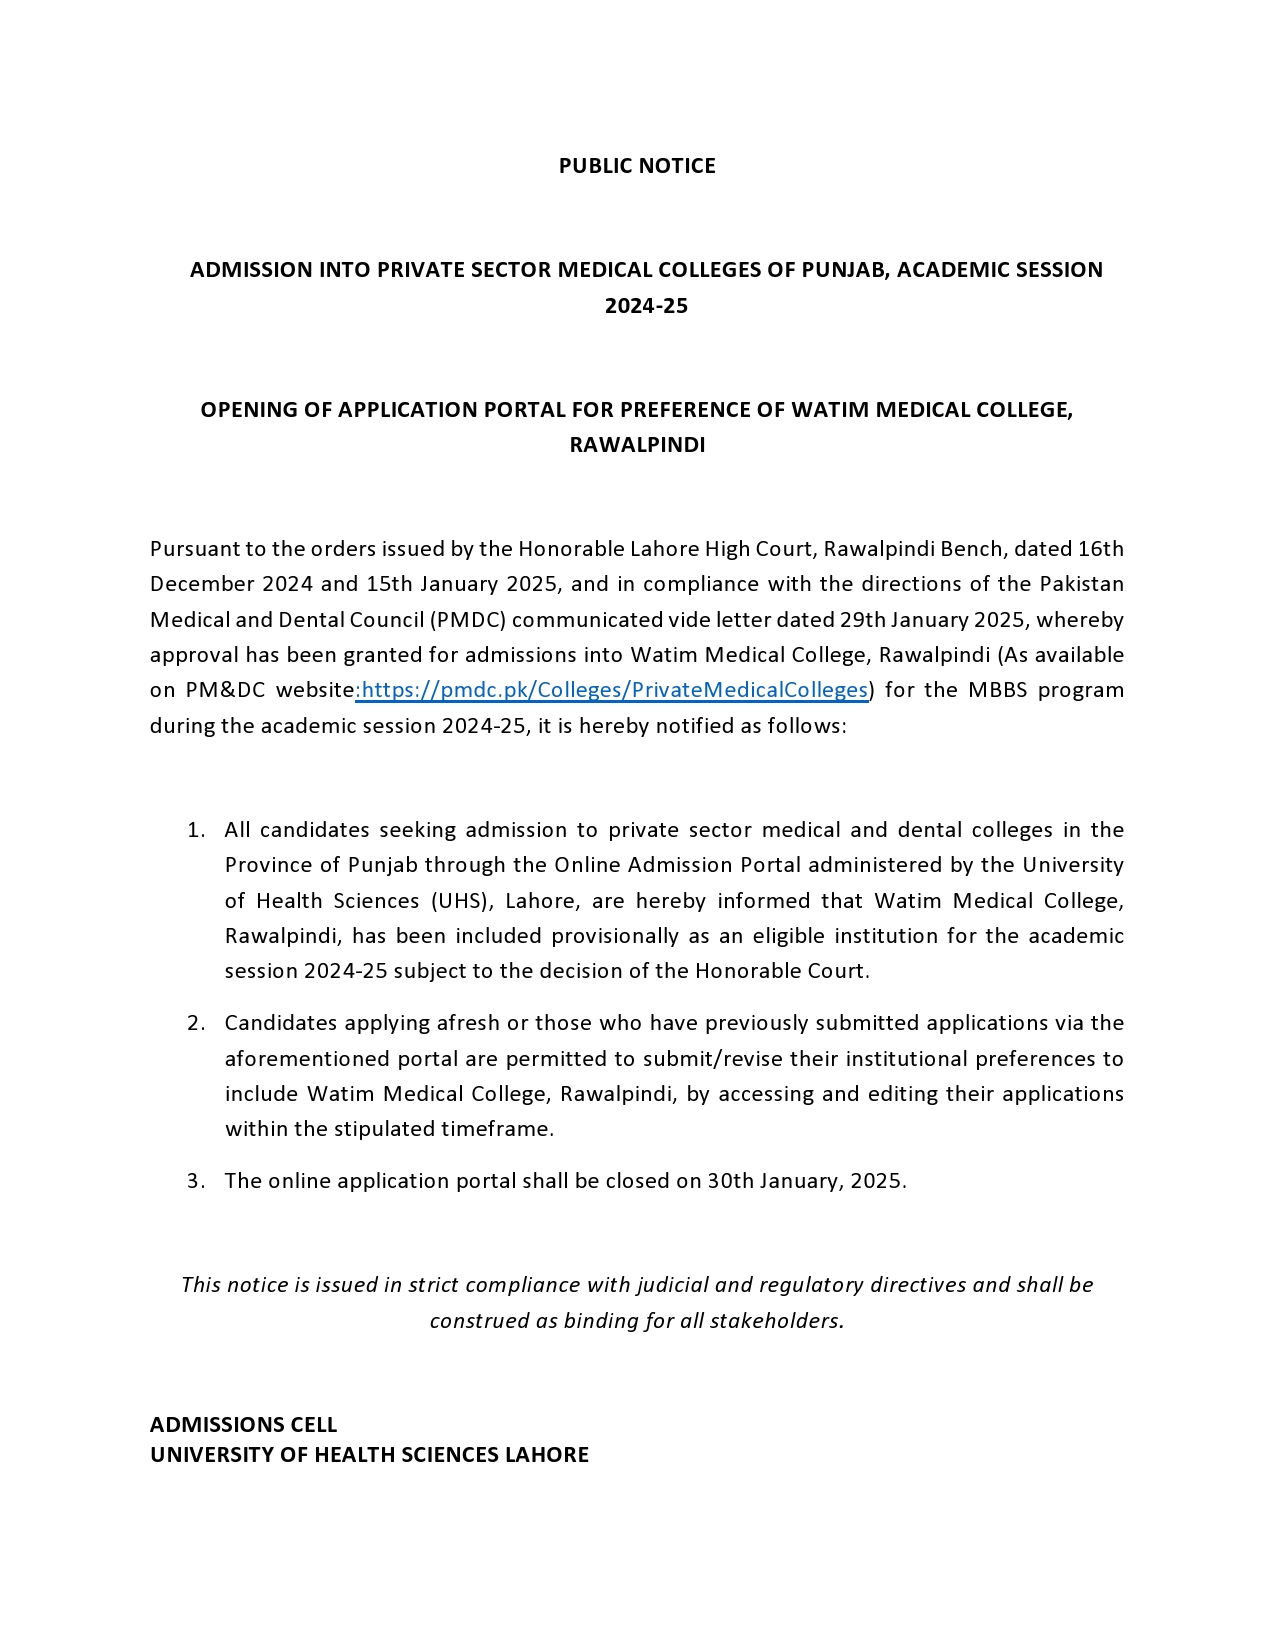 PUBLIC NOTICE
ADMISSION INTO PRIVATE SECTOR MEDICAL COLLEGES OF PUNJAB, ACADEMIC SESSION
2024-25
OPENING OF APPLICATION PORTAL FOR PREFERENCE OF WATIM MEDICAL COLLEGE,
RAWALPINDI
Pursuant to the orders issued by the Honorable Lahore High Court, Rawalpindi Bench, dated 16th
December 2024 and 15th January 2025, and in compliance with the directions of the Pakistan
Medical and Dental Council (PMDC) communicated vide letter dated 29th January 2025, whereby
approval has been granted for admissions into Watim Medical College, Rawalpindi (As available
on PM&DC website:https://pmdc.pk/Colleges/PrivateMedicalColleges) for the MBBS program
during the academic session 2024-25, it is hereby notified as follows:
1. All candidates seeking admission to private sector medical and dental colleges in the
Province of Punjab through the Online Admission Portal administered by the University
of Health Sciences (UHS), Lahore, are hereby informed that Watim Medical College,
Rawalpindi, has been included provisionally as an eligible institution for the academic
session 2024-25 subject to the decision of the Honorable Court.
2. Candidates applying afresh or those who have previously submitted applications via the
aforementioned portal are permitted to submit/revise their institutional preferences to
include Watim Medical College, Rawalpindi, by accessing and editing their applications
within the stipulated timeframe.
3. The online application portal shall be closed on 30th January, 2025.
This notice is issued in strict compliance with judicial and regulatory directives and shall be
construed as binding for all stakeholders.
ADMISSIONS CELL
UNIVERSITY OF HEALTH SCIENCES LAHORE